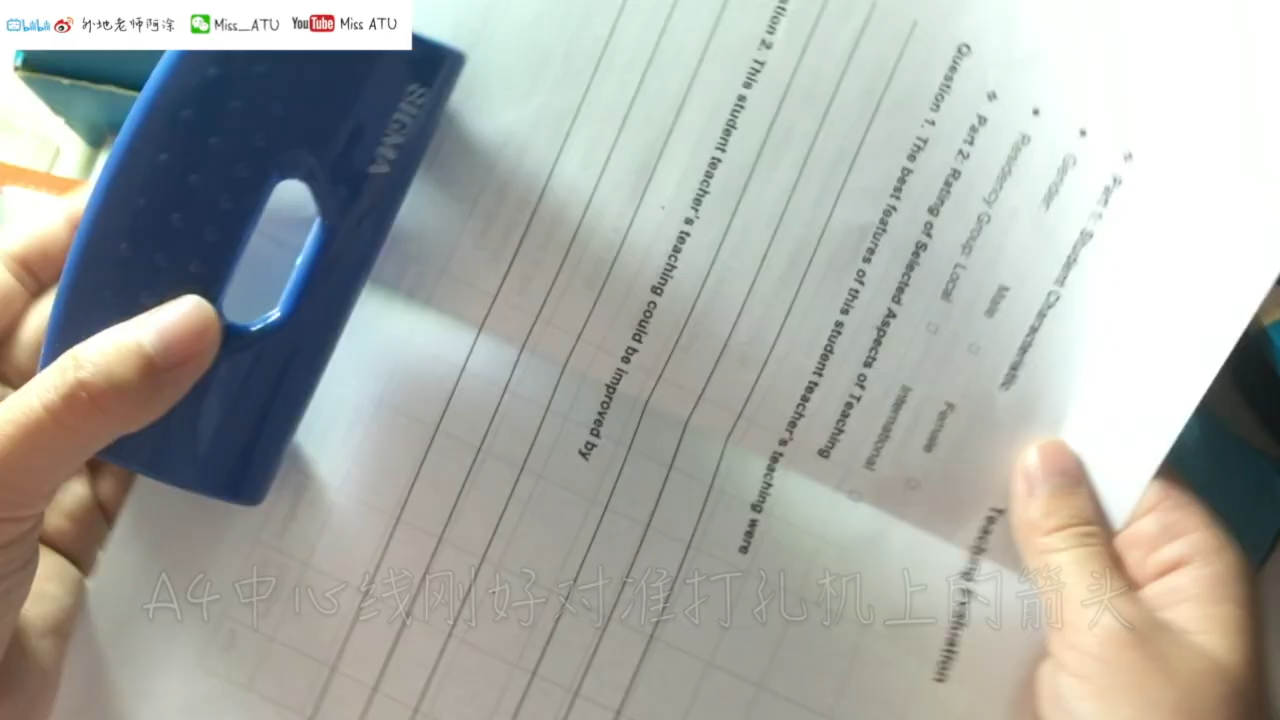 bilibili 外地老师阿涂 Miss_ATU YouTube Miss ATU
SIGMA
Teaching Evaluation
Part 1: Student Characteristic
Gender Male □ Female □
Residency Group: Local □ International □
Part 2: Rating of Selected Aspects of Teaching
Question 1. The best features of this student teacher's teaching were
tion 2. This student teacher's teaching could be improved by
A4中心线刚好对准打孔机上的箭头